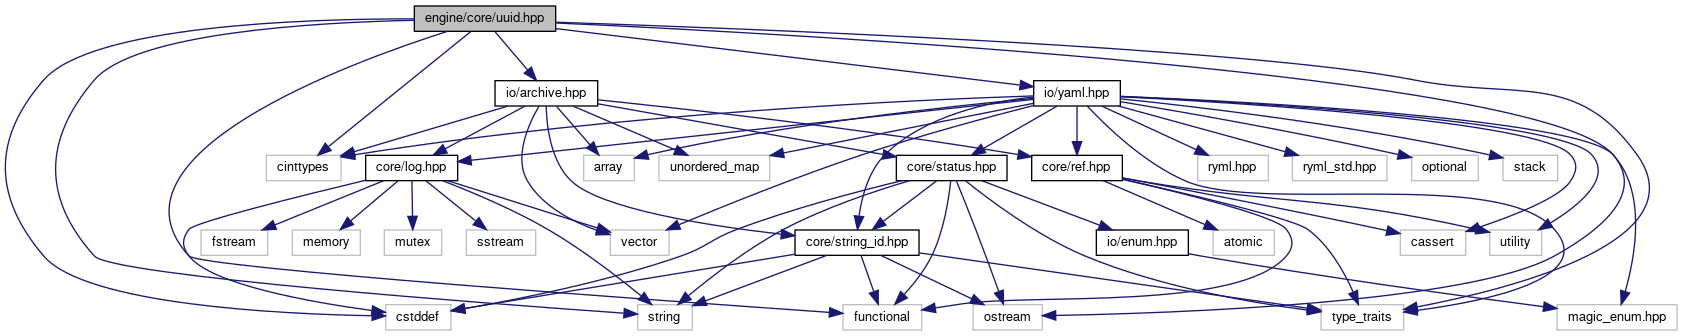 engine/core/uuid.hpp
io/archive.hpp
io/yaml.hpp
cinttypes
core/log.hpp
array
unordered_map
core/status.hpp
core/ref.hpp
ryml.hpp
ryml_std.hpp
optional
stack
fstream
memory
mutex
sstream
vector
core/string_id.hpp
io/enum.hpp
atomic
cassert
utility
cstddef
string
functional
ostream
type_traits
magic_enum.hpp